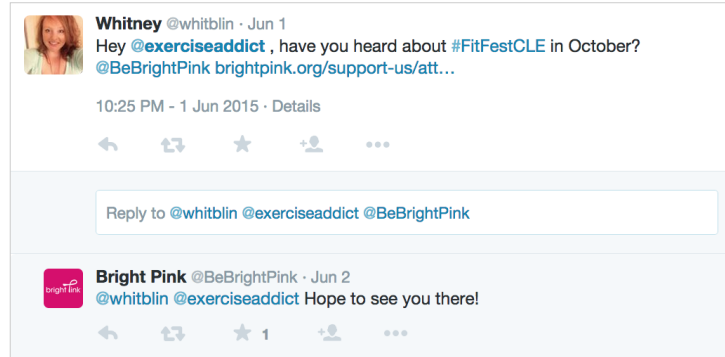 Whitney @whitblin · Jun 1
Hey @exerciseaddict , have you heard about #FitFestCLE in October?
@BeBrightPink brightpink.org/support-us/att…
10:25 PM - 1 Jun 2015 · Details
Reply to @whitblin @exerciseaddict @BeBrightPink
bright pink
Bright Pink @BeBrightPink · Jun 2
@whitblin @exerciseaddict Hope to see you there!
1